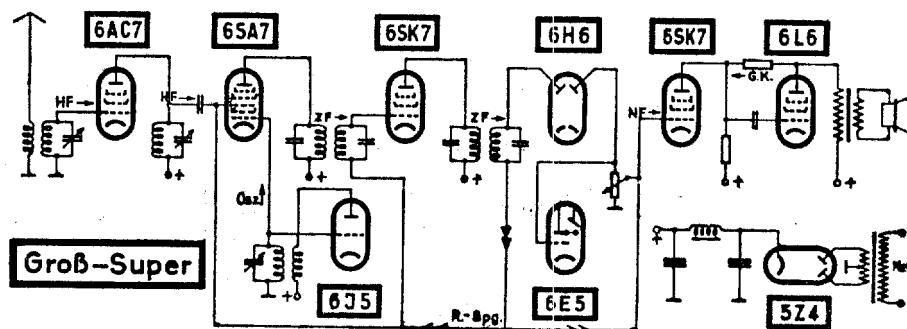 6AC7
6SA7
6SK7
6H6
6SK7
6L6
HF
HF
ZF
ZF
NF
G.K.
+
+
+
+
+
Osz.
+
+
Groß-Super
6J5
R.-Spg.
6E5
5Z4